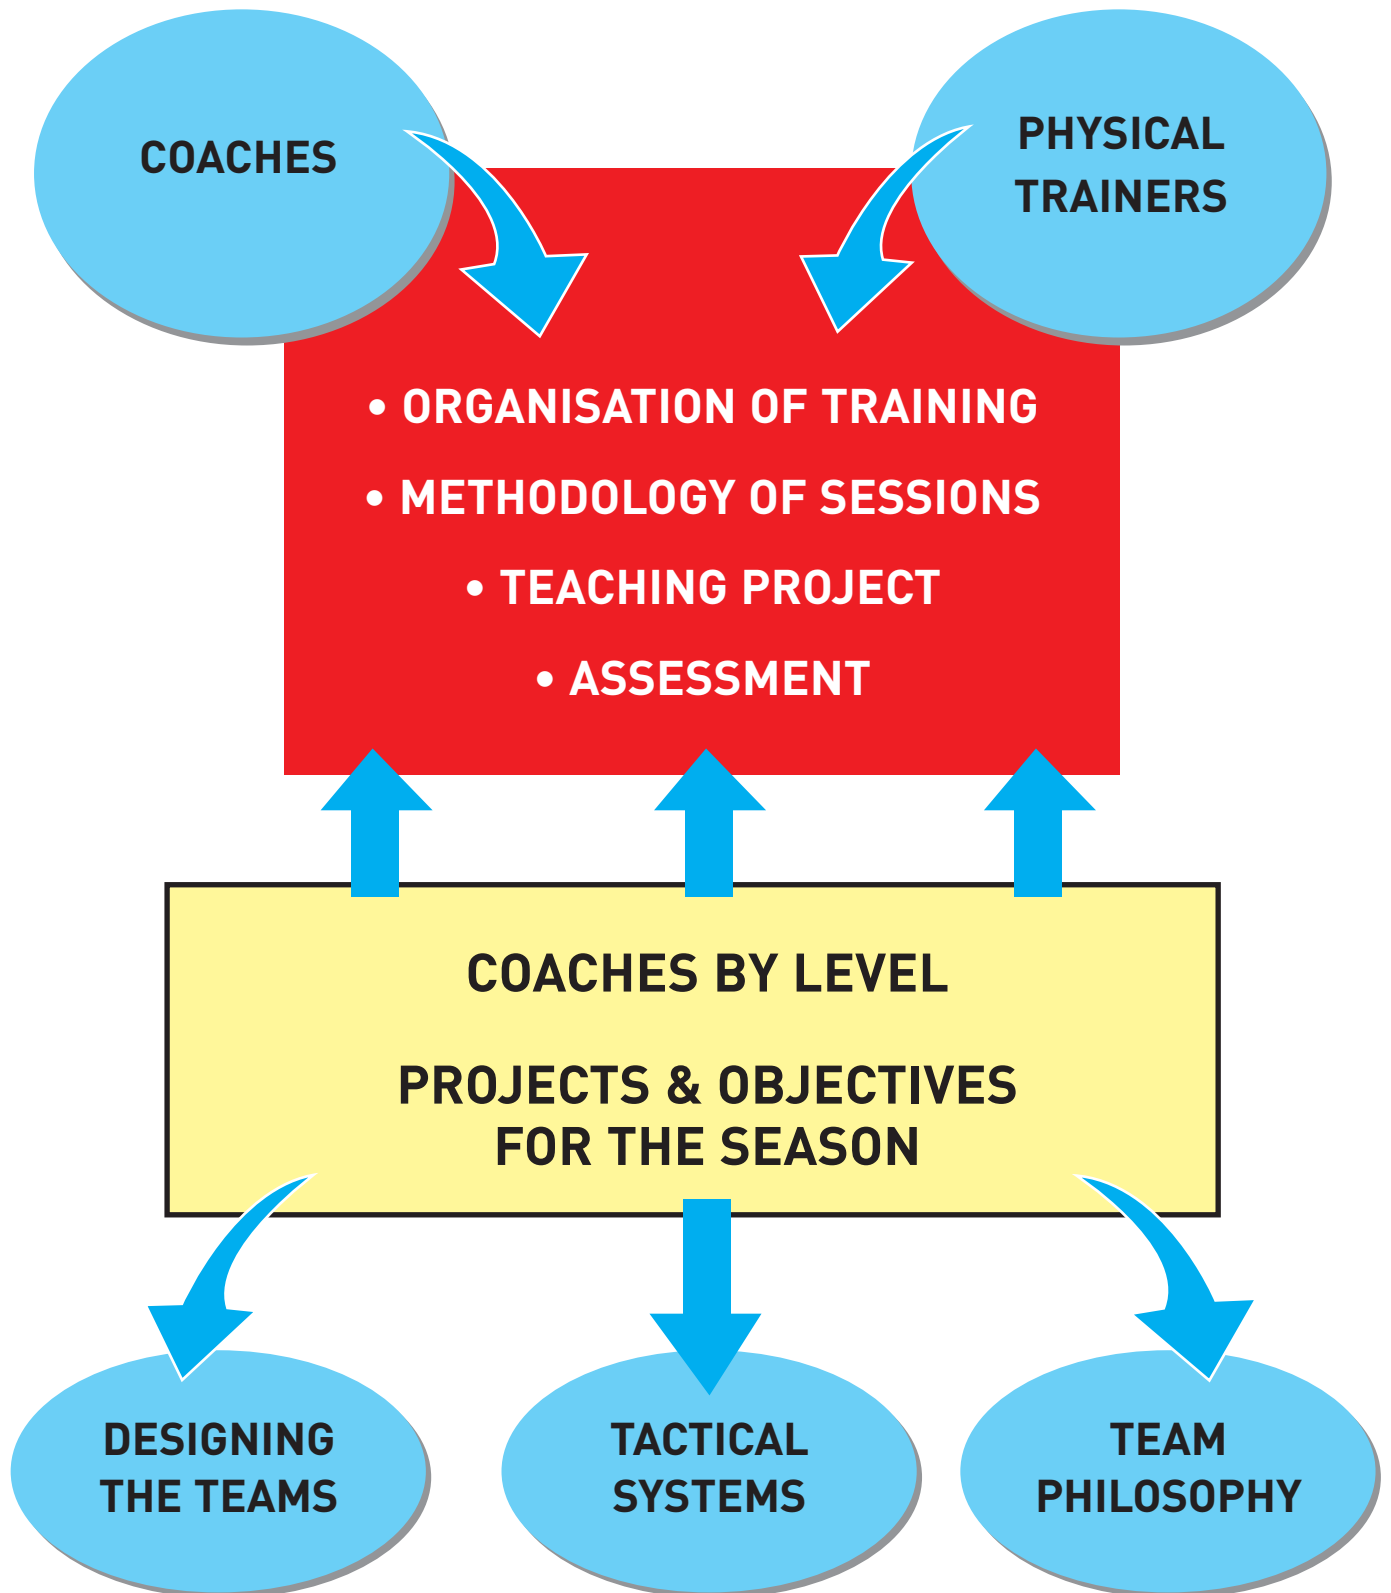 COACHES
PHYSICAL
TRAINERS
• ORGANISATION OF TRAINING
• METHODOLOGY OF SESSIONS
• TEACHING PROJECT
• ASSESSMENT
COACHES BY LEVEL
PROJECTS & OBJECTIVES
FOR THE SEASON
DESIGNING
THE TEAMS
TACTICAL
SYSTEMS
TEAM
PHILOSOPHY